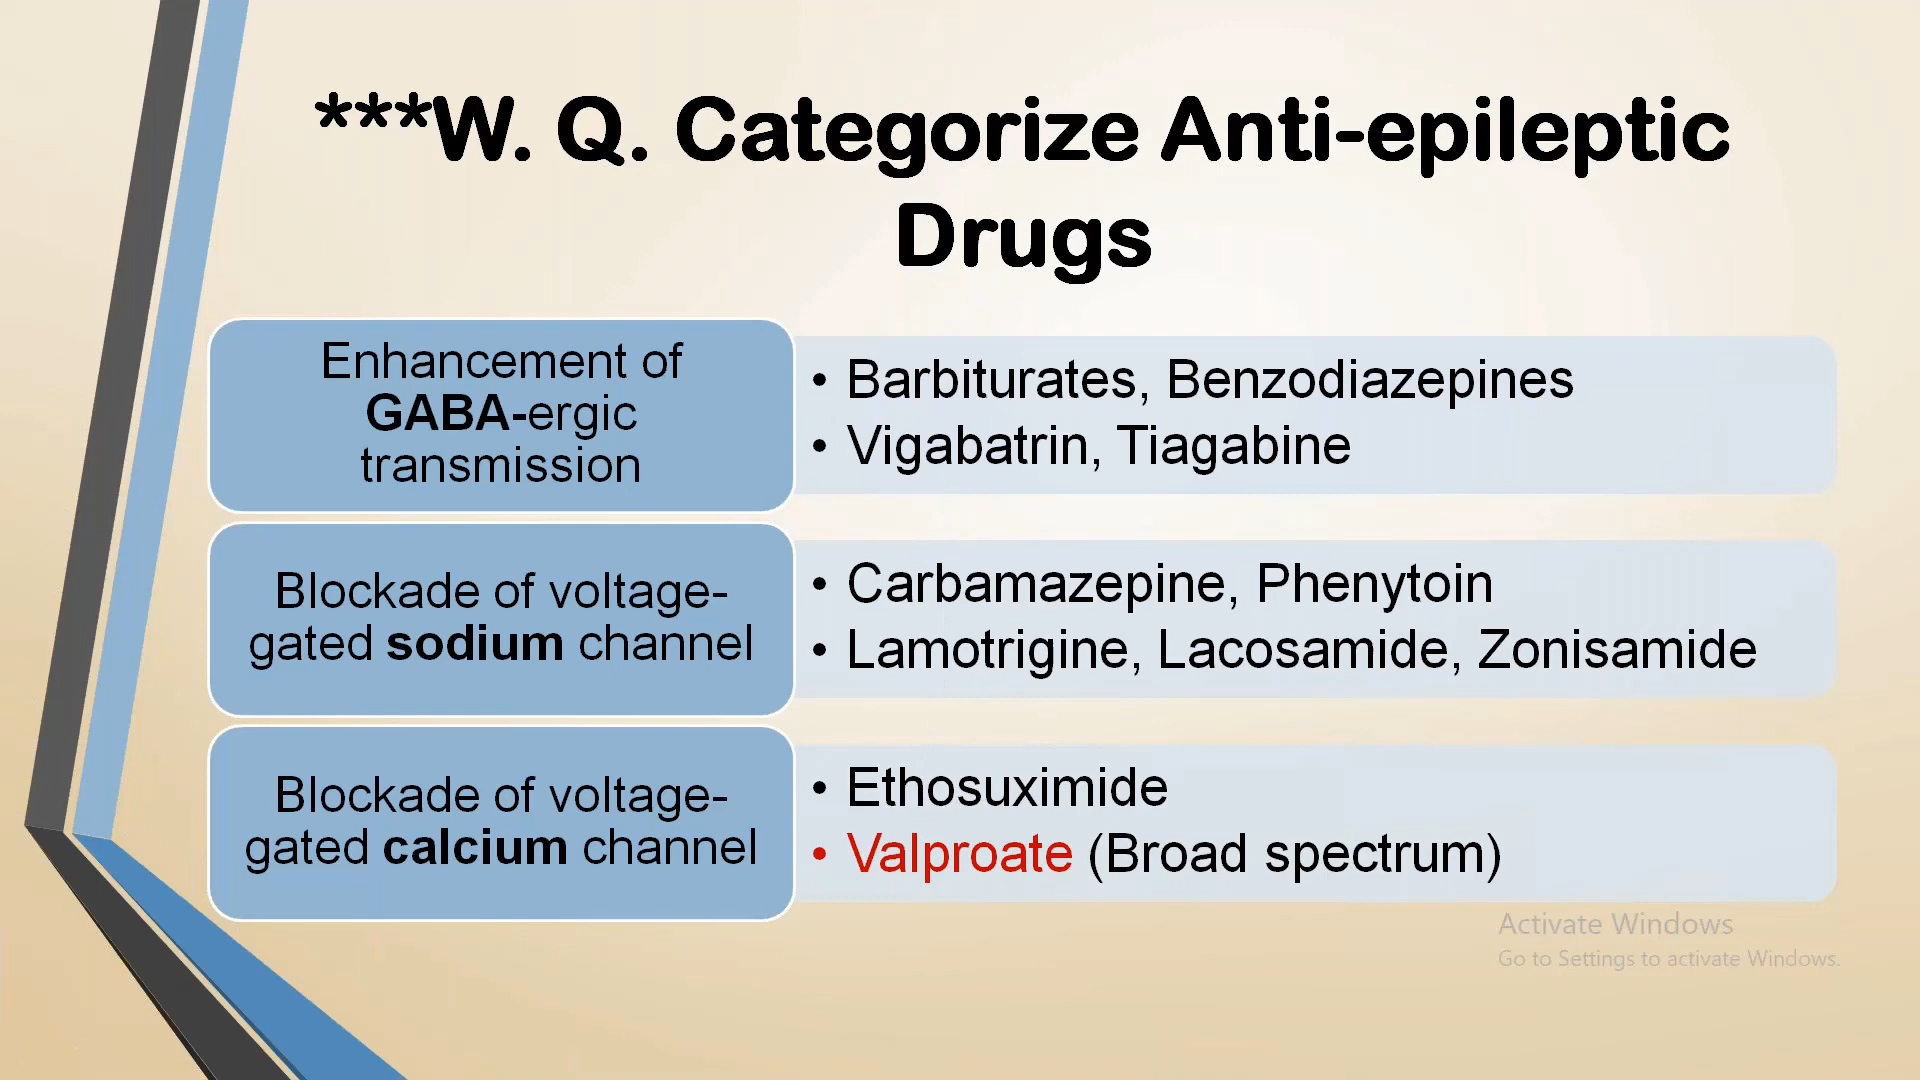 ***W. Q. Categorize Anti-epileptic
Drugs
Enhancement of
GABA-ergic
transmission
• Barbiturates, Benzodiazepines
• Vigabatrin, Tiagabine
Blockade of voltage-
gated sodium channel
• Carbamazepine, Phenytoin
• Lamotrigine, Lacosamide, Zonisamide
Blockade of voltage-
gated calcium channel
• Ethosuximide
• Valproate (Broad spectrum)
Activate Windows
Go to Settings to activate Windows.